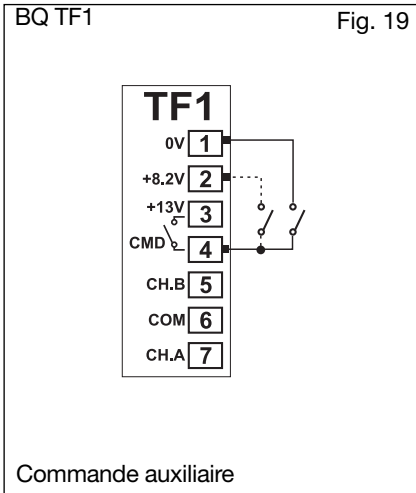 BQ TF1 Fig. 19
TF1
0V 1
+8.2V 2
+13V 3
CMD 4
CH.B 5
COM 6
CH.A 7
Commande auxiliaire